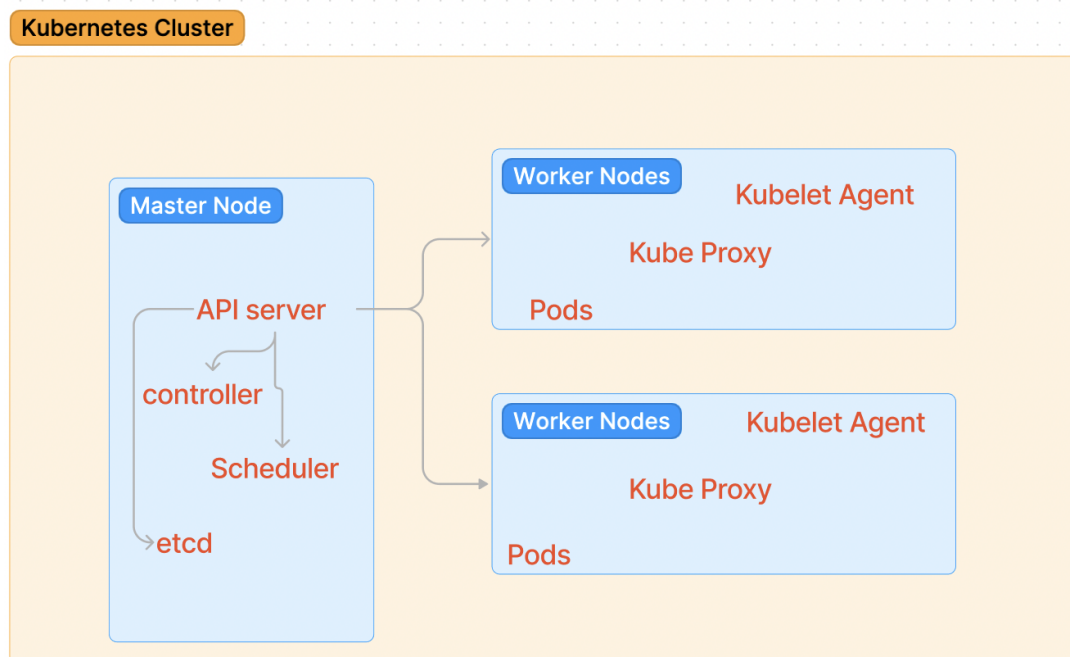 Kubernetes Cluster
Master Node
API server
controller
Scheduler
etcd
Worker Nodes
Kubelet Agent
Kube Proxy
Pods
Worker Nodes
Kubelet Agent
Kube Proxy
Pods